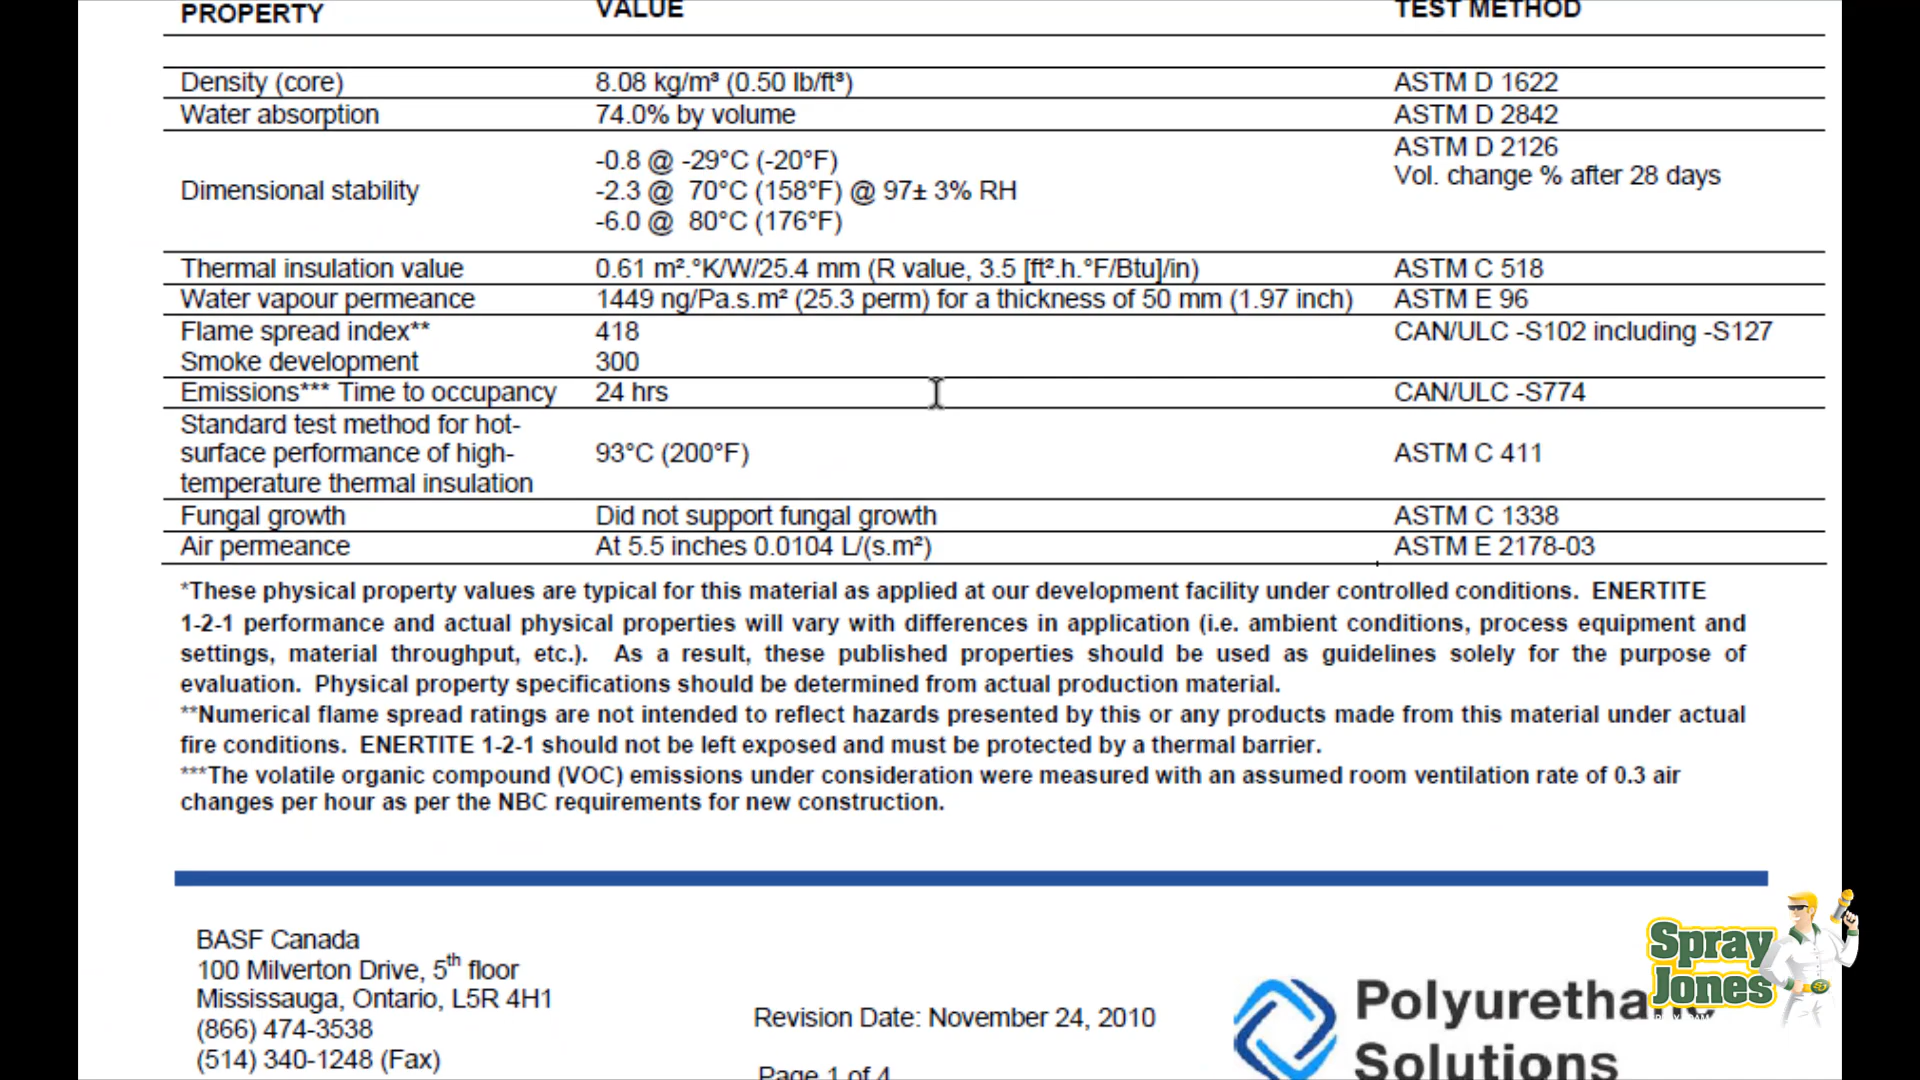 PROPERTY VALUE TEST METHOD
Density (core) 8.08 kg/m³ (0.50 lb/ft³) ASTM D 1622
Water absorption 74.0% by volume ASTM D 2842
Dimensional stability
-0.8 @ -29°C (-20°F)
-2.3 @ 70°C (158°F) @ 97± 3% RH
-6.0 @ 80°C (176°F)
ASTM D 2126
Vol. change % after 28 days
Thermal insulation value 0.61 m².°K/W/25.4 mm (R value, 3.5 [ft².h.°F/Btu]/in) ASTM C 518
Water vapour permeance 1449 ng/Pa.s.m² (25.3 perm) for a thickness of 50 mm (1.97 inch) ASTM E 96
Flame spread index** 418 CAN/ULC -S102 including -S127
Smoke development 300
Emissions*** Time to occupancy 24 hrs CAN/ULC -S774
Standard test method for hot-
surface performance of high-
temperature thermal insulation
93°C (200°F) ASTM C 411
Fungal growth Did not support fungal growth ASTM C 1338
Air permeance At 5.5 inches 0.0104 L/(s.m²) ASTM E 2178-03
*These physical property values are typical for this material as applied at our development facility under controlled conditions. ENERTITE
1-2-1 performance and actual physical properties will vary with differences in application (i.e. ambient conditions, process equipment and
settings, material throughput, etc.). As a result, these published properties should be used as guidelines solely for the purpose of
evaluation. Physical property specifications should be determined from actual production material.
**Numerical flame spread ratings are not intended to reflect hazards presented by this or any products made from this material under actual
fire conditions. ENERTITE 1-2-1 should not be left exposed and must be protected by a thermal barrier.
***The volatile organic compound (VOC) emissions under consideration were measured with an assumed room ventilation rate of 0.3 air
changes per hour as per the NBC requirements for new construction.
BASF Canada
100 Milverton Drive, 5th floor
Mississauga, Ontario, L5R 4H1
(866) 474-3538
(514) 340-1248 (Fax)
Revision Date: November 24, 2010
Page 1 of 4
Solutions
Spray
Jones